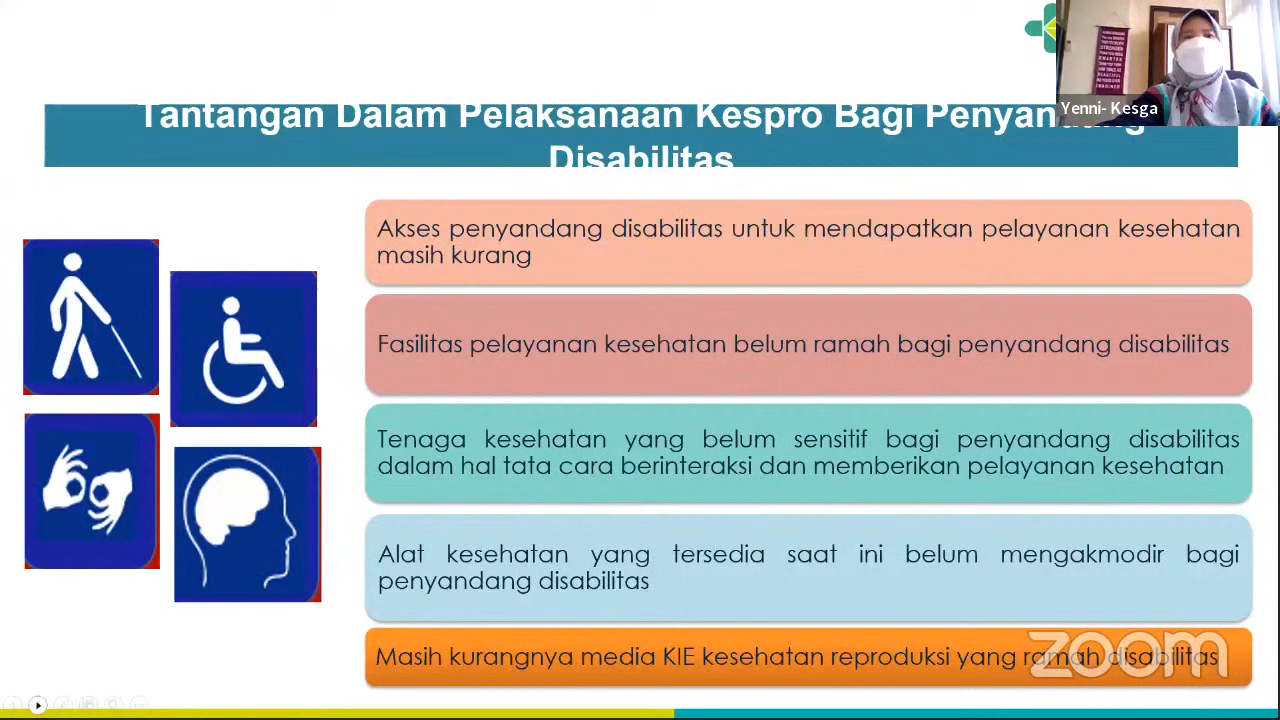 Tantangan Dalam Pelaksanaan Kespro Bagi Penyandang
Disabilitas
Yenni- Kesga
Akses penyandang disabilitas untuk mendapatkan pelayanan kesehatan
masih kurang
Fasilitas pelayanan kesehatan belum ramah bagi penyandang disabilitas
Tenaga kesehatan yang belum sensitif bagi penyandang disabilitas
dalam hal tata cara berinteraksi dan memberikan pelayanan kesehatan
Alat kesehatan yang tersedia saat ini belum mengakmodir bagi
penyandang disabilitas
Masih kurangnya media KIE kesehatan reproduksi yang ramah disabilitas
zoom